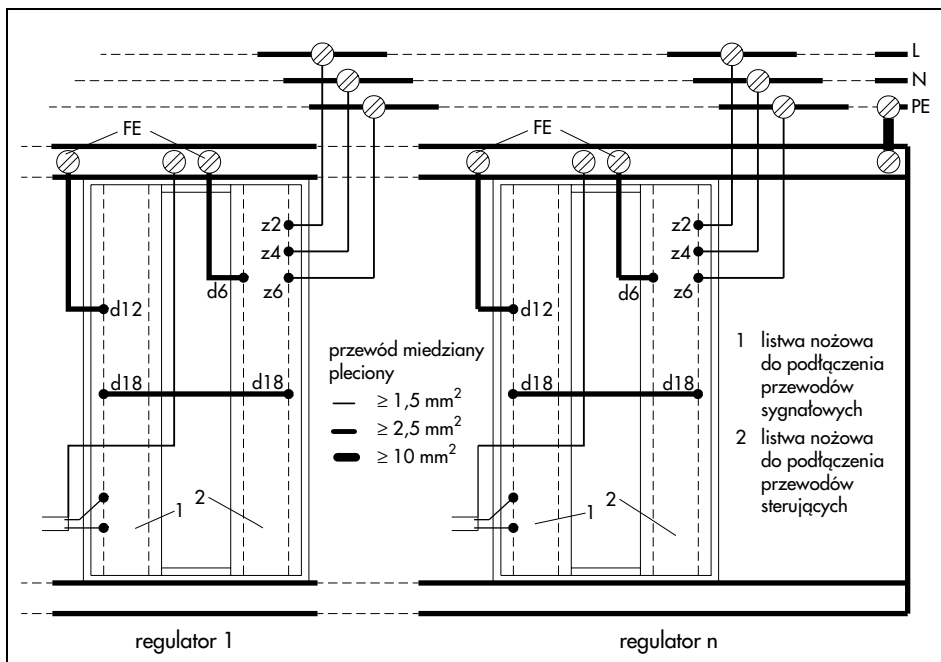 L
N
PE
FE
FE
z2
z2
z4
z4
d6
z6
d6
z6
d12
d12
przewód miedziany
pleciony
≥ 1,5 mm²
≥ 2,5 mm²
≥ 10 mm²
d18
d18
d18
d18
1 listwa nożowa
do podłączenia
przewodów
sygnałowych
2 listwa nożowa
do podłączenia
przewodów
sterujących
1
2
1
2
regulator 1
regulator n